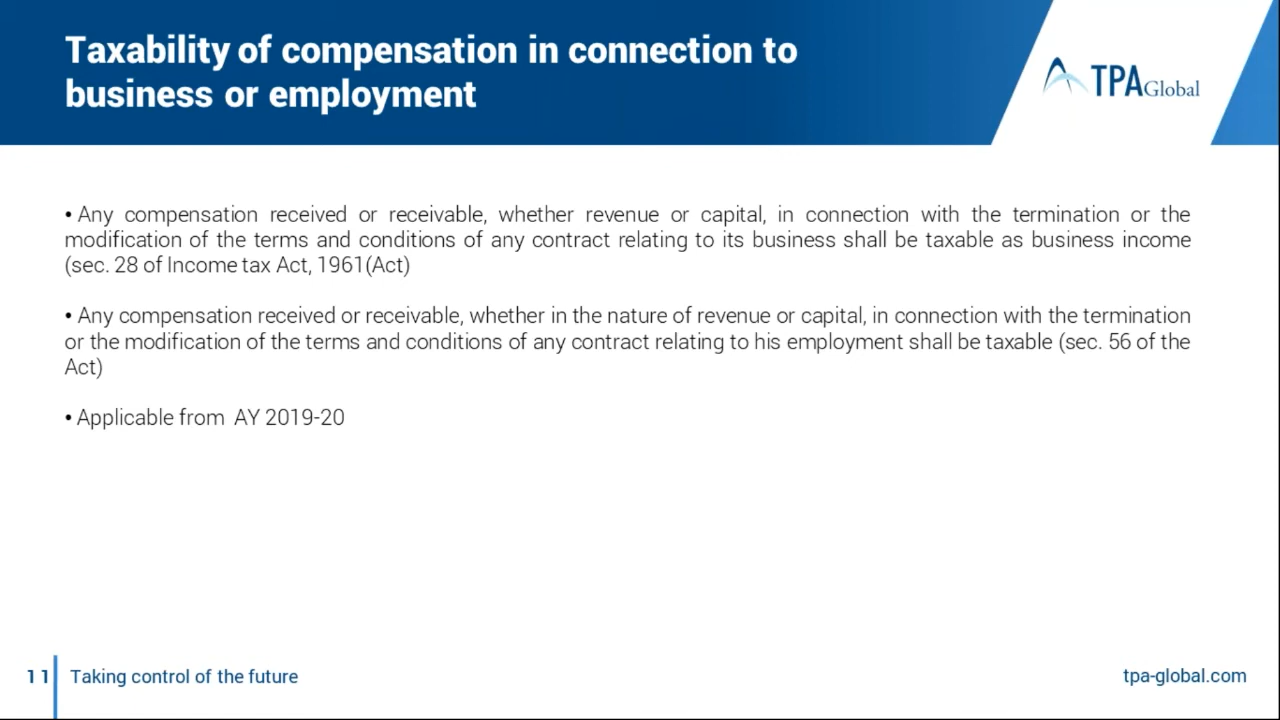 Taxability of compensation in connection to
business or employment
TPA Global
• Any compensation received or receivable, whether revenue or capital, in connection with the termination or the
modification of the terms and conditions of any contract relating to its business shall be taxable as business income
(sec. 28 of Income tax Act, 1961(Act)
• Any compensation received or receivable, whether in the nature of revenue or capital, in connection with the termination
or the modification of the terms and conditions of any contract relating to his employment shall be taxable (sec. 56 of the
Act)
• Applicable from AY 2019-20
11
Taking control of the future
tpa-global.com